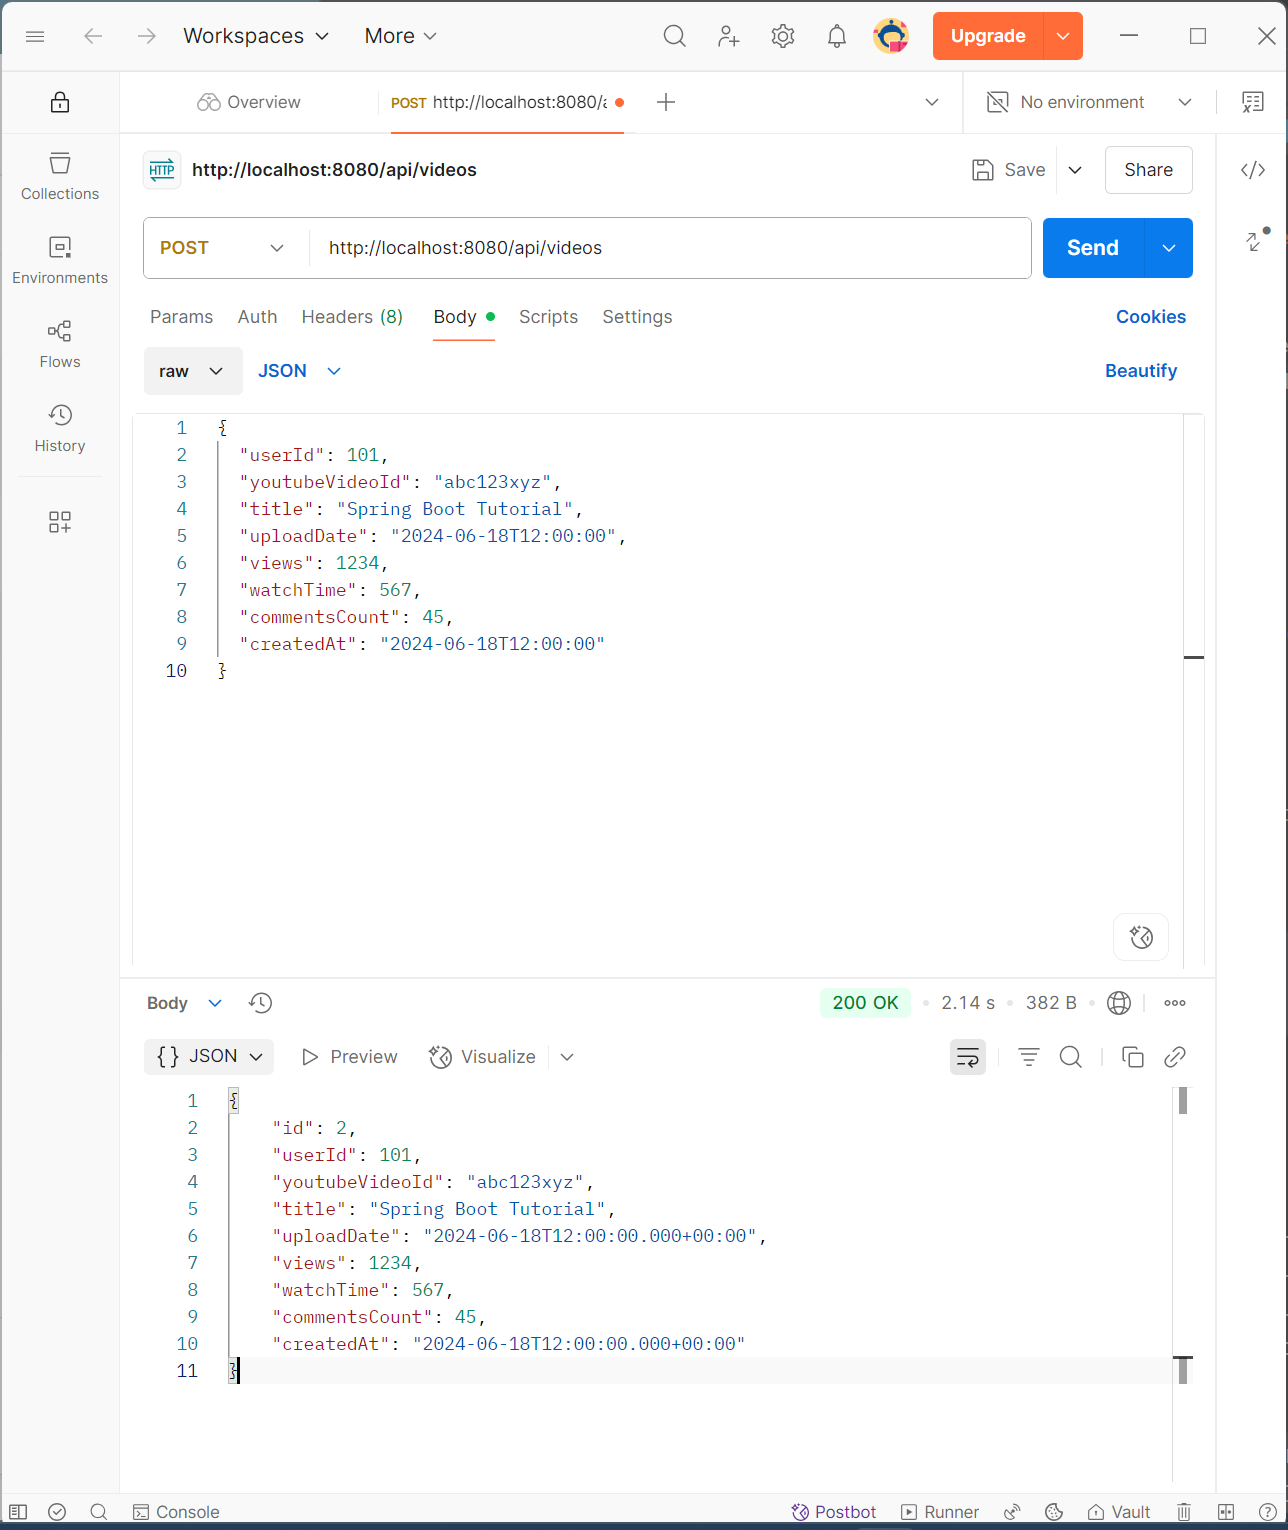 Workspaces More Upgrade
Overview POST http://localhost:8080/a No environment
HTTP http://localhost:8080/api/videos Save Share
Collections
Environments
Flows
History
POST http://localhost:8080/api/videos Send
Params Auth Headers (8) Body Scripts Settings Cookies
raw JSON Beautify
1 {
2 "userId": 101,
3 "youtubeVideoId": "abc123xyz",
4 "title": "Spring Boot Tutorial",
5 "uploadDate": "2024-06-18T12:00:00",
6 "views": 1234,
7 "watchTime": 567,
8 "commentsCount": 45,
9 "createdAt": "2024-06-18T12:00:00"
10 }
Body 200 OK 2.14 s 382 B
{} JSON Preview Visualize
1 {
2 "id": 2,
3 "userId": 101,
4 "youtubeVideoId": "abc123xyz",
5 "title": "Spring Boot Tutorial",
6 "uploadDate": "2024-06-18T12:00:00.000+00:00",
7 "views": 1234,
8 "watchTime": 567,
9 "commentsCount": 45,
10 "createdAt": "2024-06-18T12:00:00.000+00:00"
11 }
Console Postbot Runner Vault